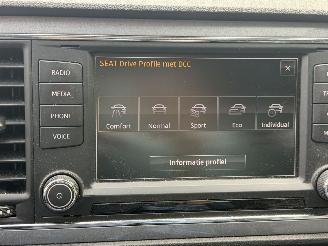 SEAT Drive Profile met DCC
RADIO
MEDIA
PHONE
VOICE
Comfort
Normal
Sport
Eco
Individual
Informatie profiel